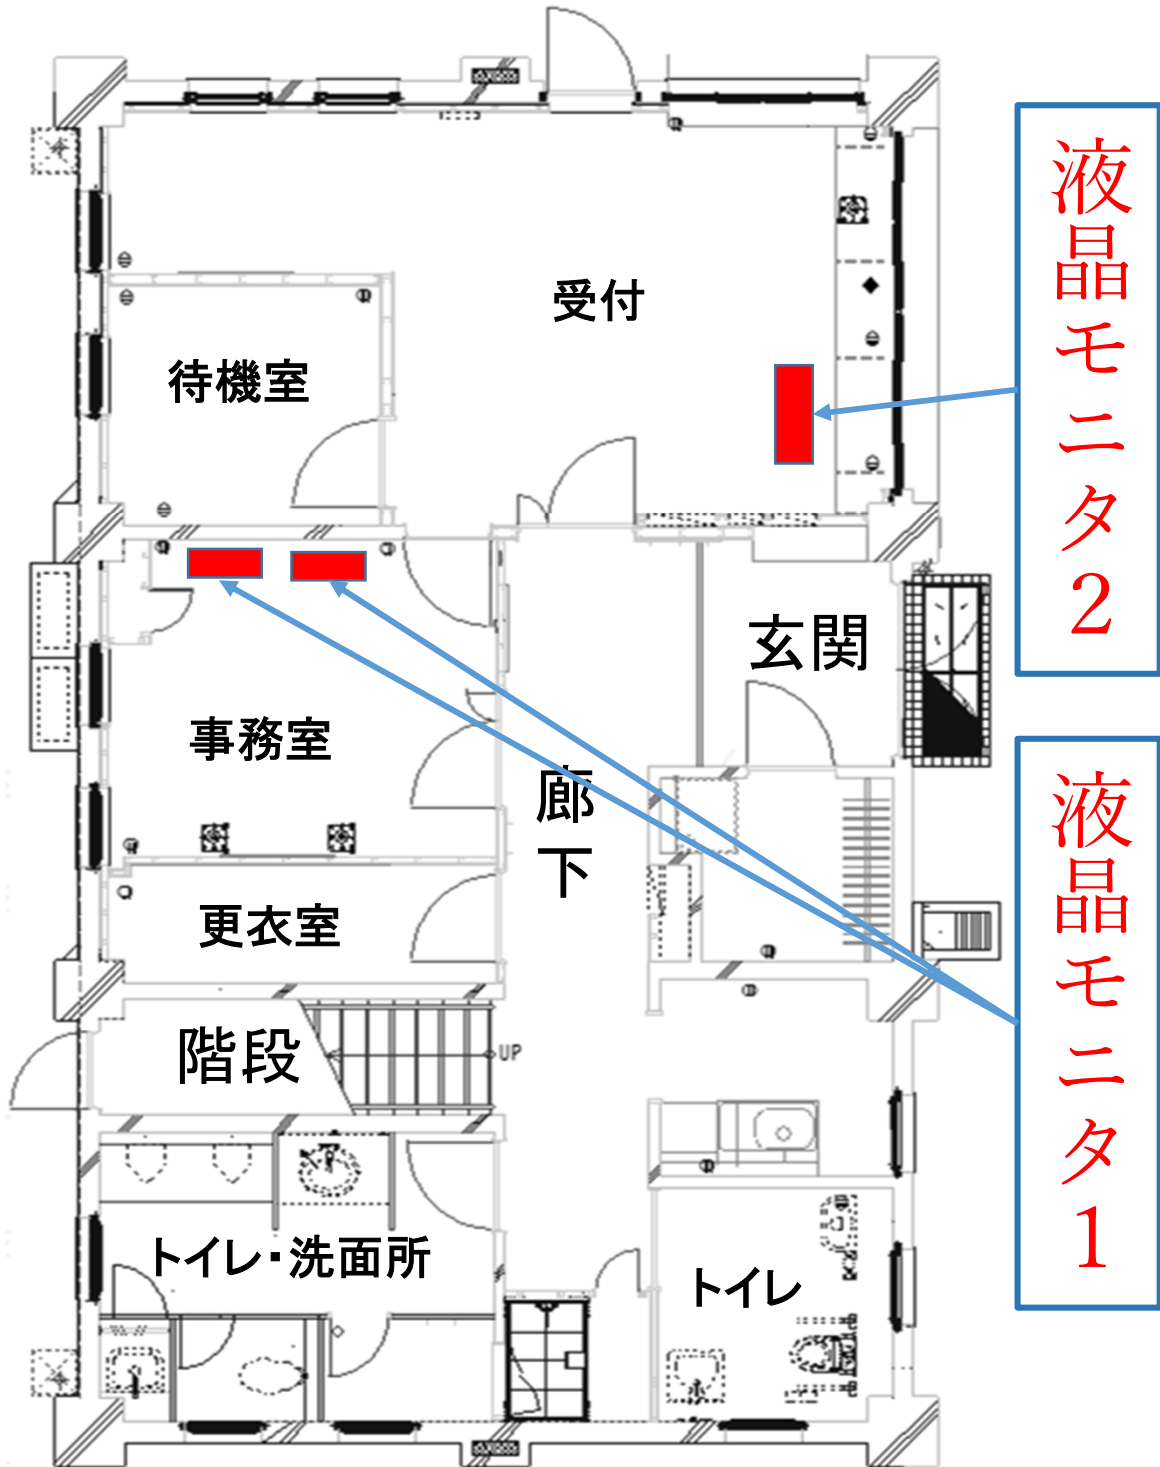 受付
待機室
液晶モニタ2
玄関
事務室
廊下
更衣室
液晶モニタ1
階段
UP
トイレ・洗面所
トイレ